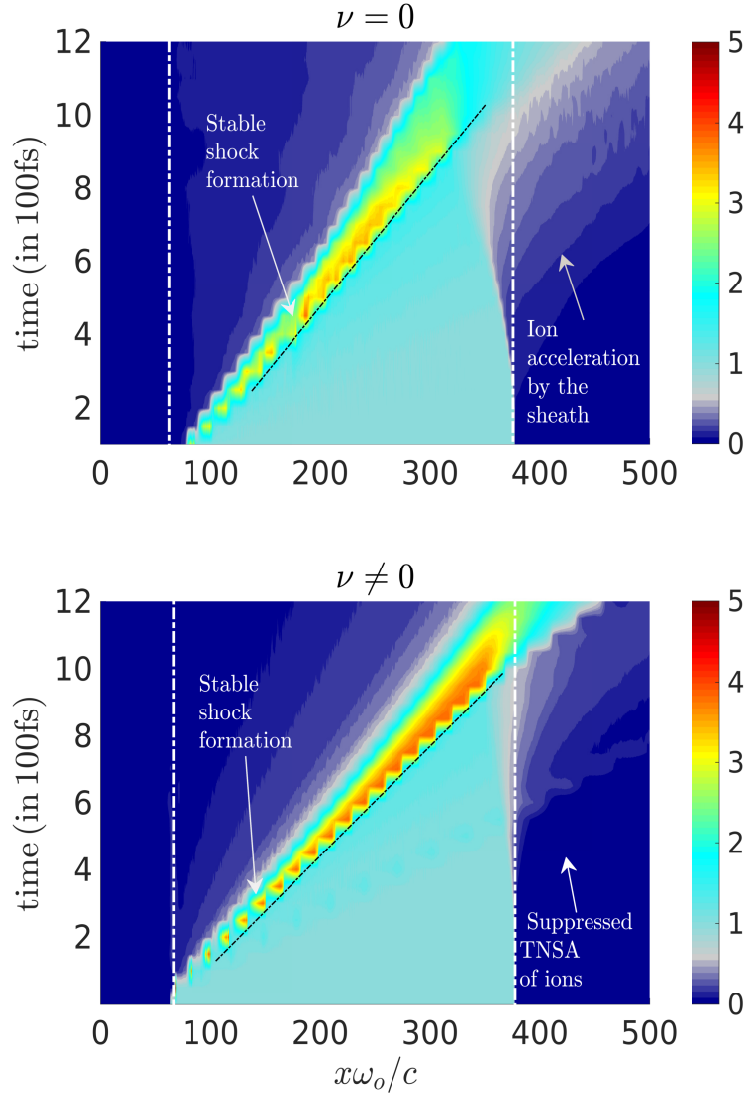 ν = 0
5
4
3
2
1
0
12
10
8
6
4
2
time (in 100fs)
Stable
shock
formation
Ion
acceleration
by the
sheath
0 100 200 300 400 500
ν ≠ 0
5
4
3
2
1
0
12
10
8
6
4
2
time (in 100fs)
Stable
shock
formation
Suppressed
TNSA
of ions
0 100 200 300 400 500
xω₀/c